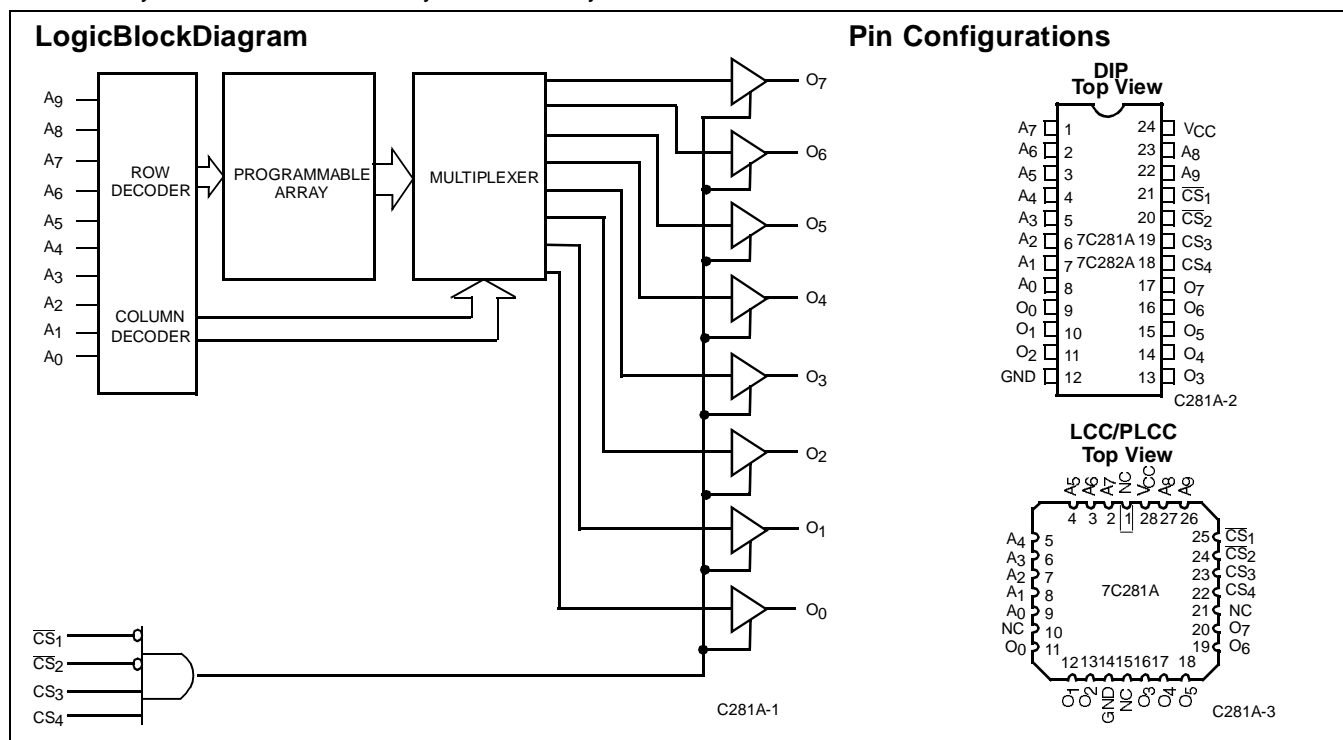 LogicBlockDiagram
A9
A8
A7
A6
A5
A4
A3
A2
A1
A0
ROW
DECODER
COLUMN
DECODER
PROGRAMMABLE
ARRAY
MULTIPLEXER
O7
O6
O5
O4
O3
O2
O1
O0
CS1
CS2
CS3
CS4
C281A-1
Pin Configurations
DIP
Top View
A7 1 24 VCC
A6 2 23 A8
A5 3 22 A9
A4 4 21 CS1
A3 5 20 CS2
A2 6 7C281A 19 CS3
A1 7 7C282A 18 CS4
A0 8 17 O7
O0 9 16 O6
O1 10 15 O5
O2 11 14 O4
GND 12 13 O3
C281A-2
LCC/PLCC
Top View
A5 A6 A7 NC VCC A8 A9
4 3 2 1 28 27 26
A4 5 25 CS1
A3 6 24 CS2
A2 7 23 CS3
A1 8 7C281A 22 CS4
A0 9 21 NC
NC 10 20 O7
O0 11 19 O6
12 13 14 15 16 17 18
O1 O2 GND NC O3 O4 O5
C281A-3